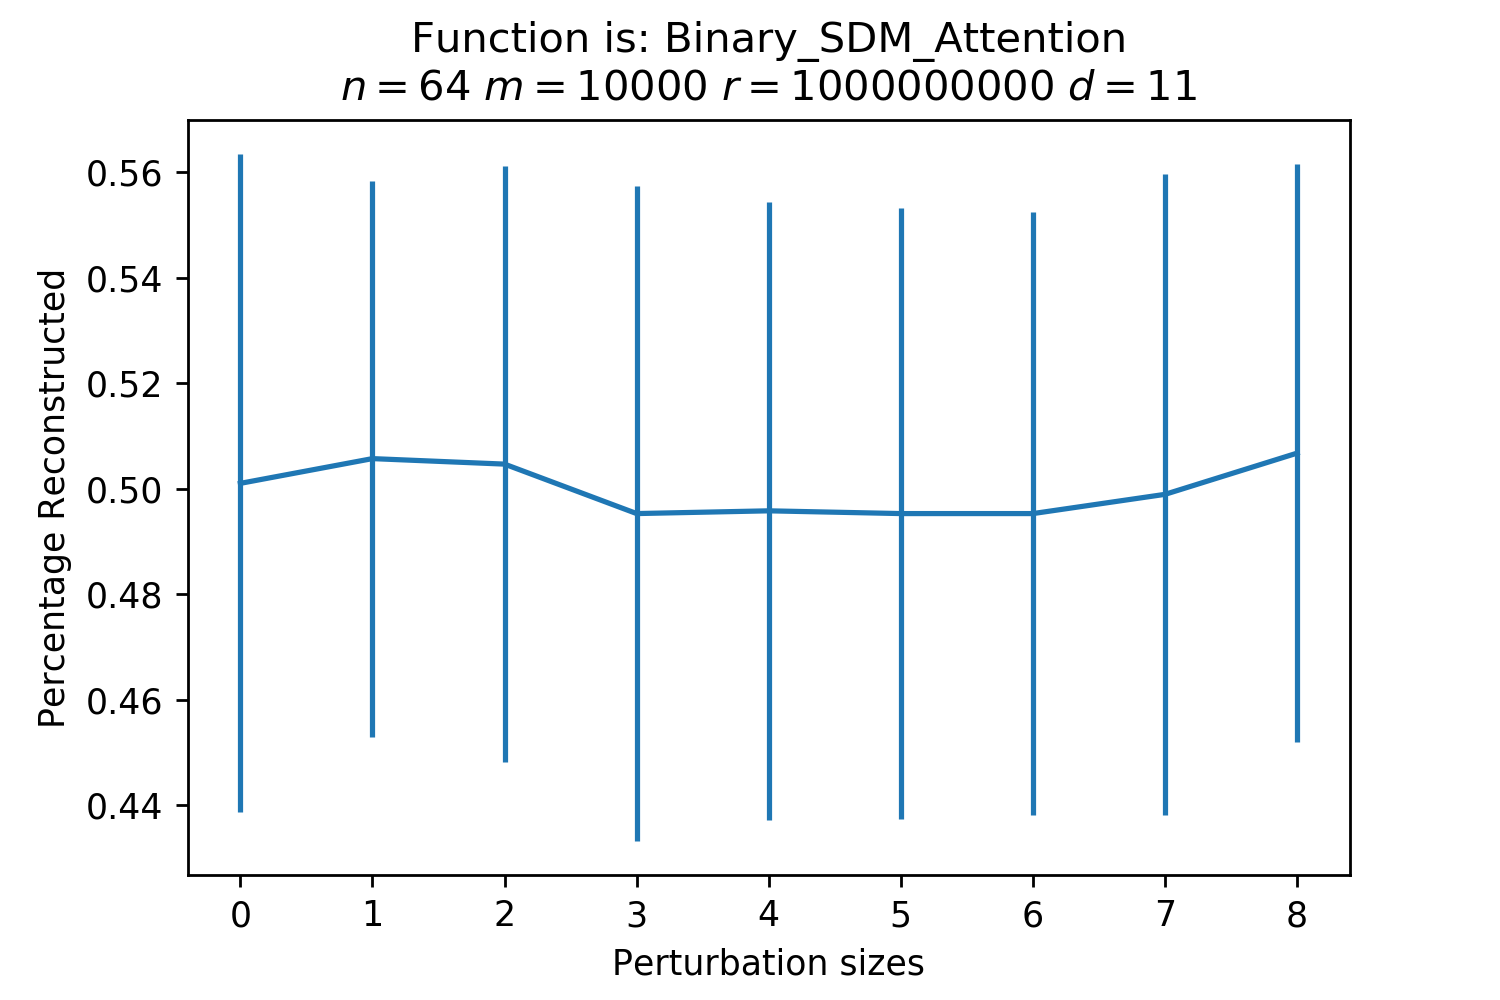 Function is: Binary_SDM_Attention
n = 64 m = 10000 r = 1000000000 d = 11
Percentage Reconstructed
0.56
0.54
0.52
0.50
0.48
0.46
0.44
0 1 2 3 4 5 6 7 8
Perturbation sizes